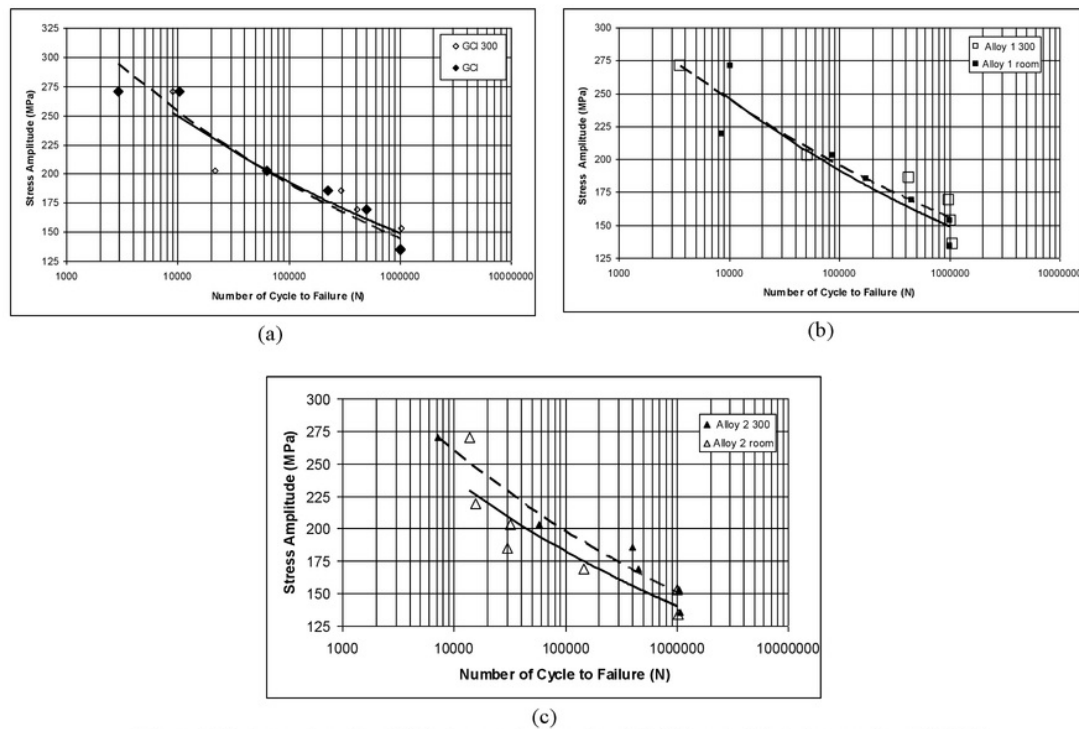 325
300
275
250
225
200
175
150
125
Stress Amplitude (MPa)
GCI 300
GCI
1000 10000 100000 1000000 10000000
Number of Cycle to Failure (N)
(a)
300
275
250
225
200
175
150
125
Stress Amplitude (MPa)
Alloy 1 300
Alloy 1 room
1000 10000 100000 1000000 10000000
Number of Cycle to Failure (N)
(b)
300
275
250
225
200
175
150
125
Stress Amplitude (MPa)
Alloy 2 300
Alloy 2 room
1000 10000 100000 1000000 10000000
Number of Cycle to Failure (N)
(c)